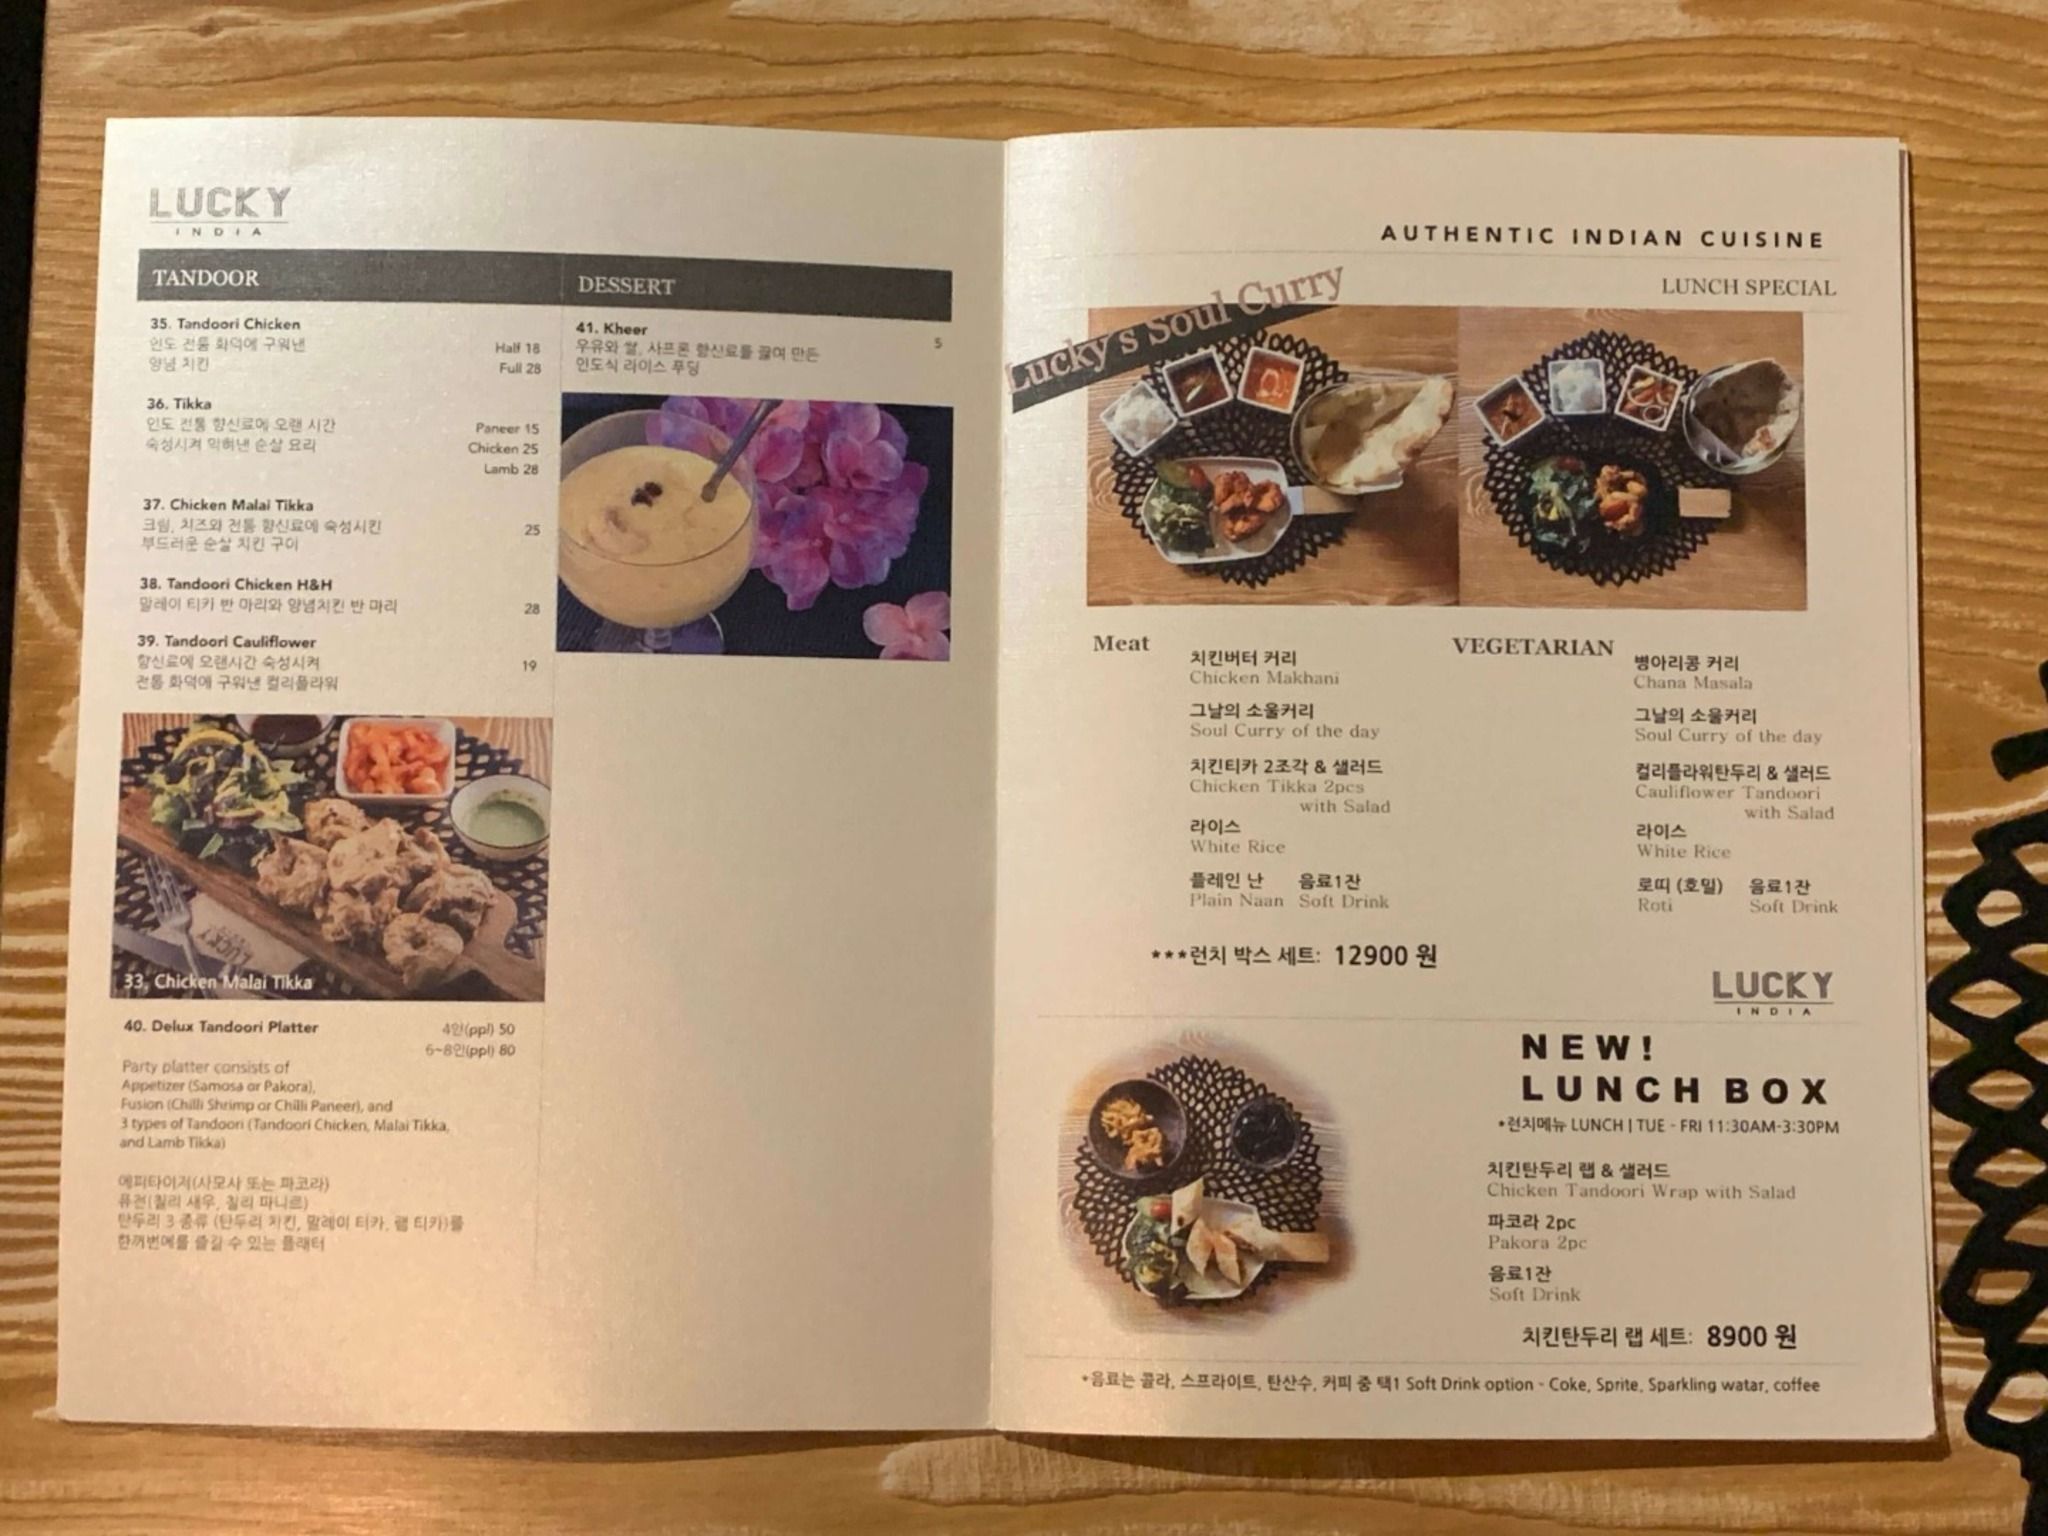 LUCKY
INDIA
TANDOOR
35. Tandoori Chicken
인도 전통 화덕에 구워낸
양념 치킨
Half 18
Full 28
36. Tikka
인도 전통 향신료에 오랜 시간
숙성시켜 익혀낸 순살 요리
Paneer 15
Chicken 25
Lamb 28
37. Chicken Malai Tikka
크림, 치즈와 전통 향신료에 숙성시킨
부드러운 순살 치킨 구이
25
38. Tandoori Chicken H&H
말레이 티카 반 마리와 양념치킨 반 마리
28
39. Tandoori Cauliflower
향신료에 오랜시간 숙성시켜
전통 화덕에 구워낸 컬리플라워
19
LUCKY
33. Chicken Malai Tikka
40. Delux Tandoori Platter
4인(ppl) 50
6~8인(ppl) 80
Party platter consists of
Appetizer (Samosa or Pakora),
Fusion (Chilli Shrimp or Chilli Paneer), and
3 types of Tandoori (Tandoori Chicken, Malai Tikka,
and Lamb Tikka)
에피타이저(사모사 또는 파코라)
퓨전(칠리 새우, 칠리 파니르)
탄두리 3 종류 (탄두리 치킨, 말레이 티카, 램 티카)를
한꺼번에를 즐길 수 있는 플래터
DESSERT
41. Kheer
우유와 쌀, 사프론 향신료를 끓여 만든
인도식 라이스 푸딩
5
AUTHENTIC INDIAN CUISINE
LUNCH SPECIAL
Lucky's Soul Curry
Meat
치킨버터 커리
Chicken Makhani
그날의 소울커리
Soul Curry of the day
치킨티카 2조각 & 샐러드
Chicken Tikka 2pcs
with Salad
라이스
White Rice
플레인 난 음료1잔
Plain Naan Soft Drink
VEGETARIAN
병아리콩 커리
Chana Masala
그날의 소울커리
Soul Curry of the day
컬리플라워탄두리 & 샐러드
Cauliflower Tandoori
with Salad
라이스
White Rice
로띠 (호밀) 음료1잔
Roti Soft Drink
***런치 박스 세트: 12900 원
LUCKY
INDIA
NEW!
LUNCH BOX
*런치메뉴 LUNCH | TUE - FRI 11:30AM-3:30PM
치킨탄두리 랩 & 샐러드
Chicken Tandoori Wrap with Salad
파코라 2pc
Pakora 2pc
음료1잔
Soft Drink
치킨탄두리 랩 세트: 8900 원
*음료는 콜라, 스프라이트, 탄산수, 커피 중 택1 Soft Drink option - Coke, Sprite, Sparkling watar, coffee